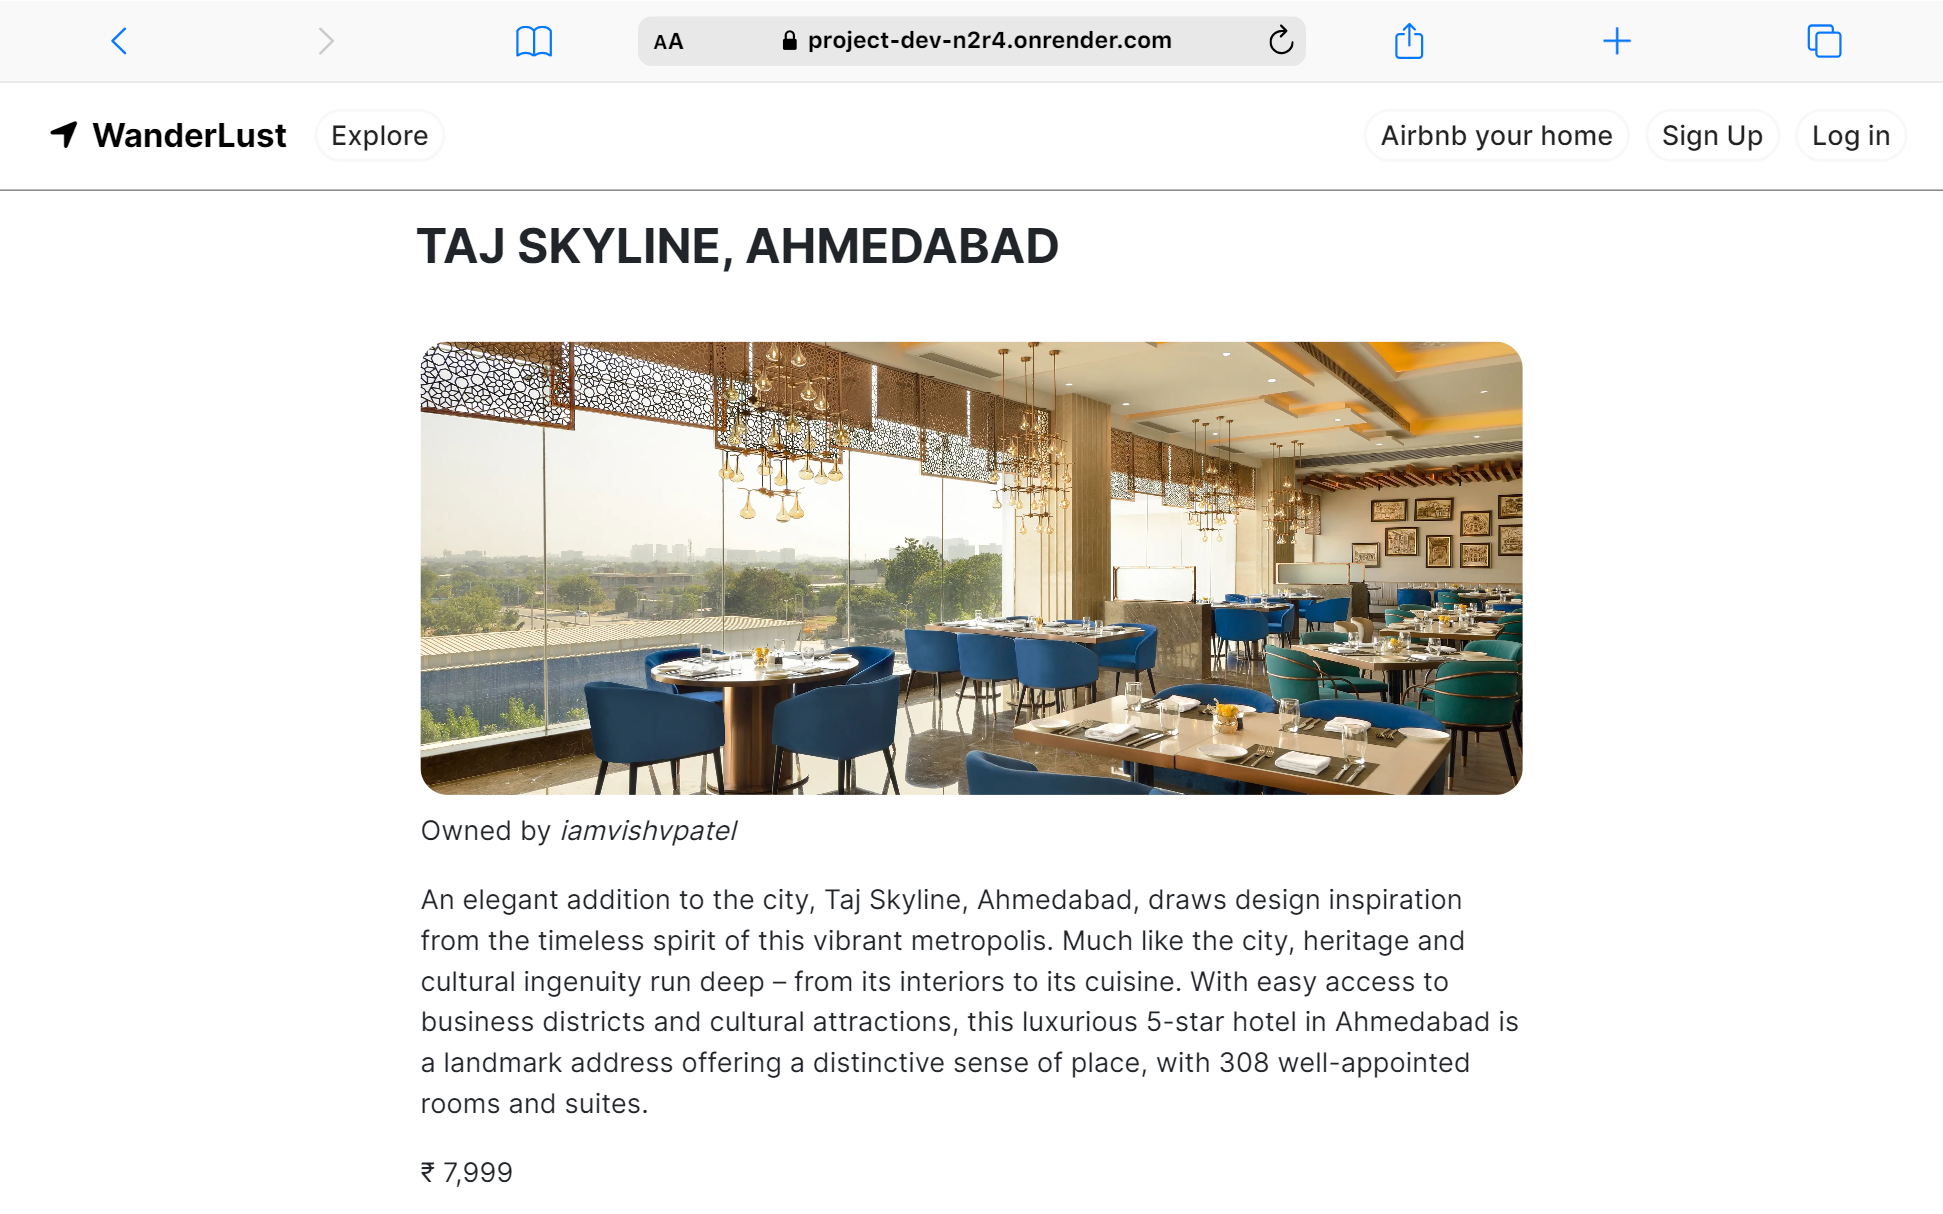 AA project-dev-n2r4.onrender.com
WanderLust Explore Airbnb your home Sign Up Log in
TAJ SKYLINE, AHMEDABAD
Owned by iamvishvpatel
An elegant addition to the city, Taj Skyline, Ahmedabad, draws design inspiration
from the timeless spirit of this vibrant metropolis. Much like the city, heritage and
cultural ingenuity run deep – from its interiors to its cuisine. With easy access to
business districts and cultural attractions, this luxurious 5-star hotel in Ahmedabad is
a landmark address offering a distinctive sense of place, with 308 well-appointed
rooms and suites.
₹ 7,999